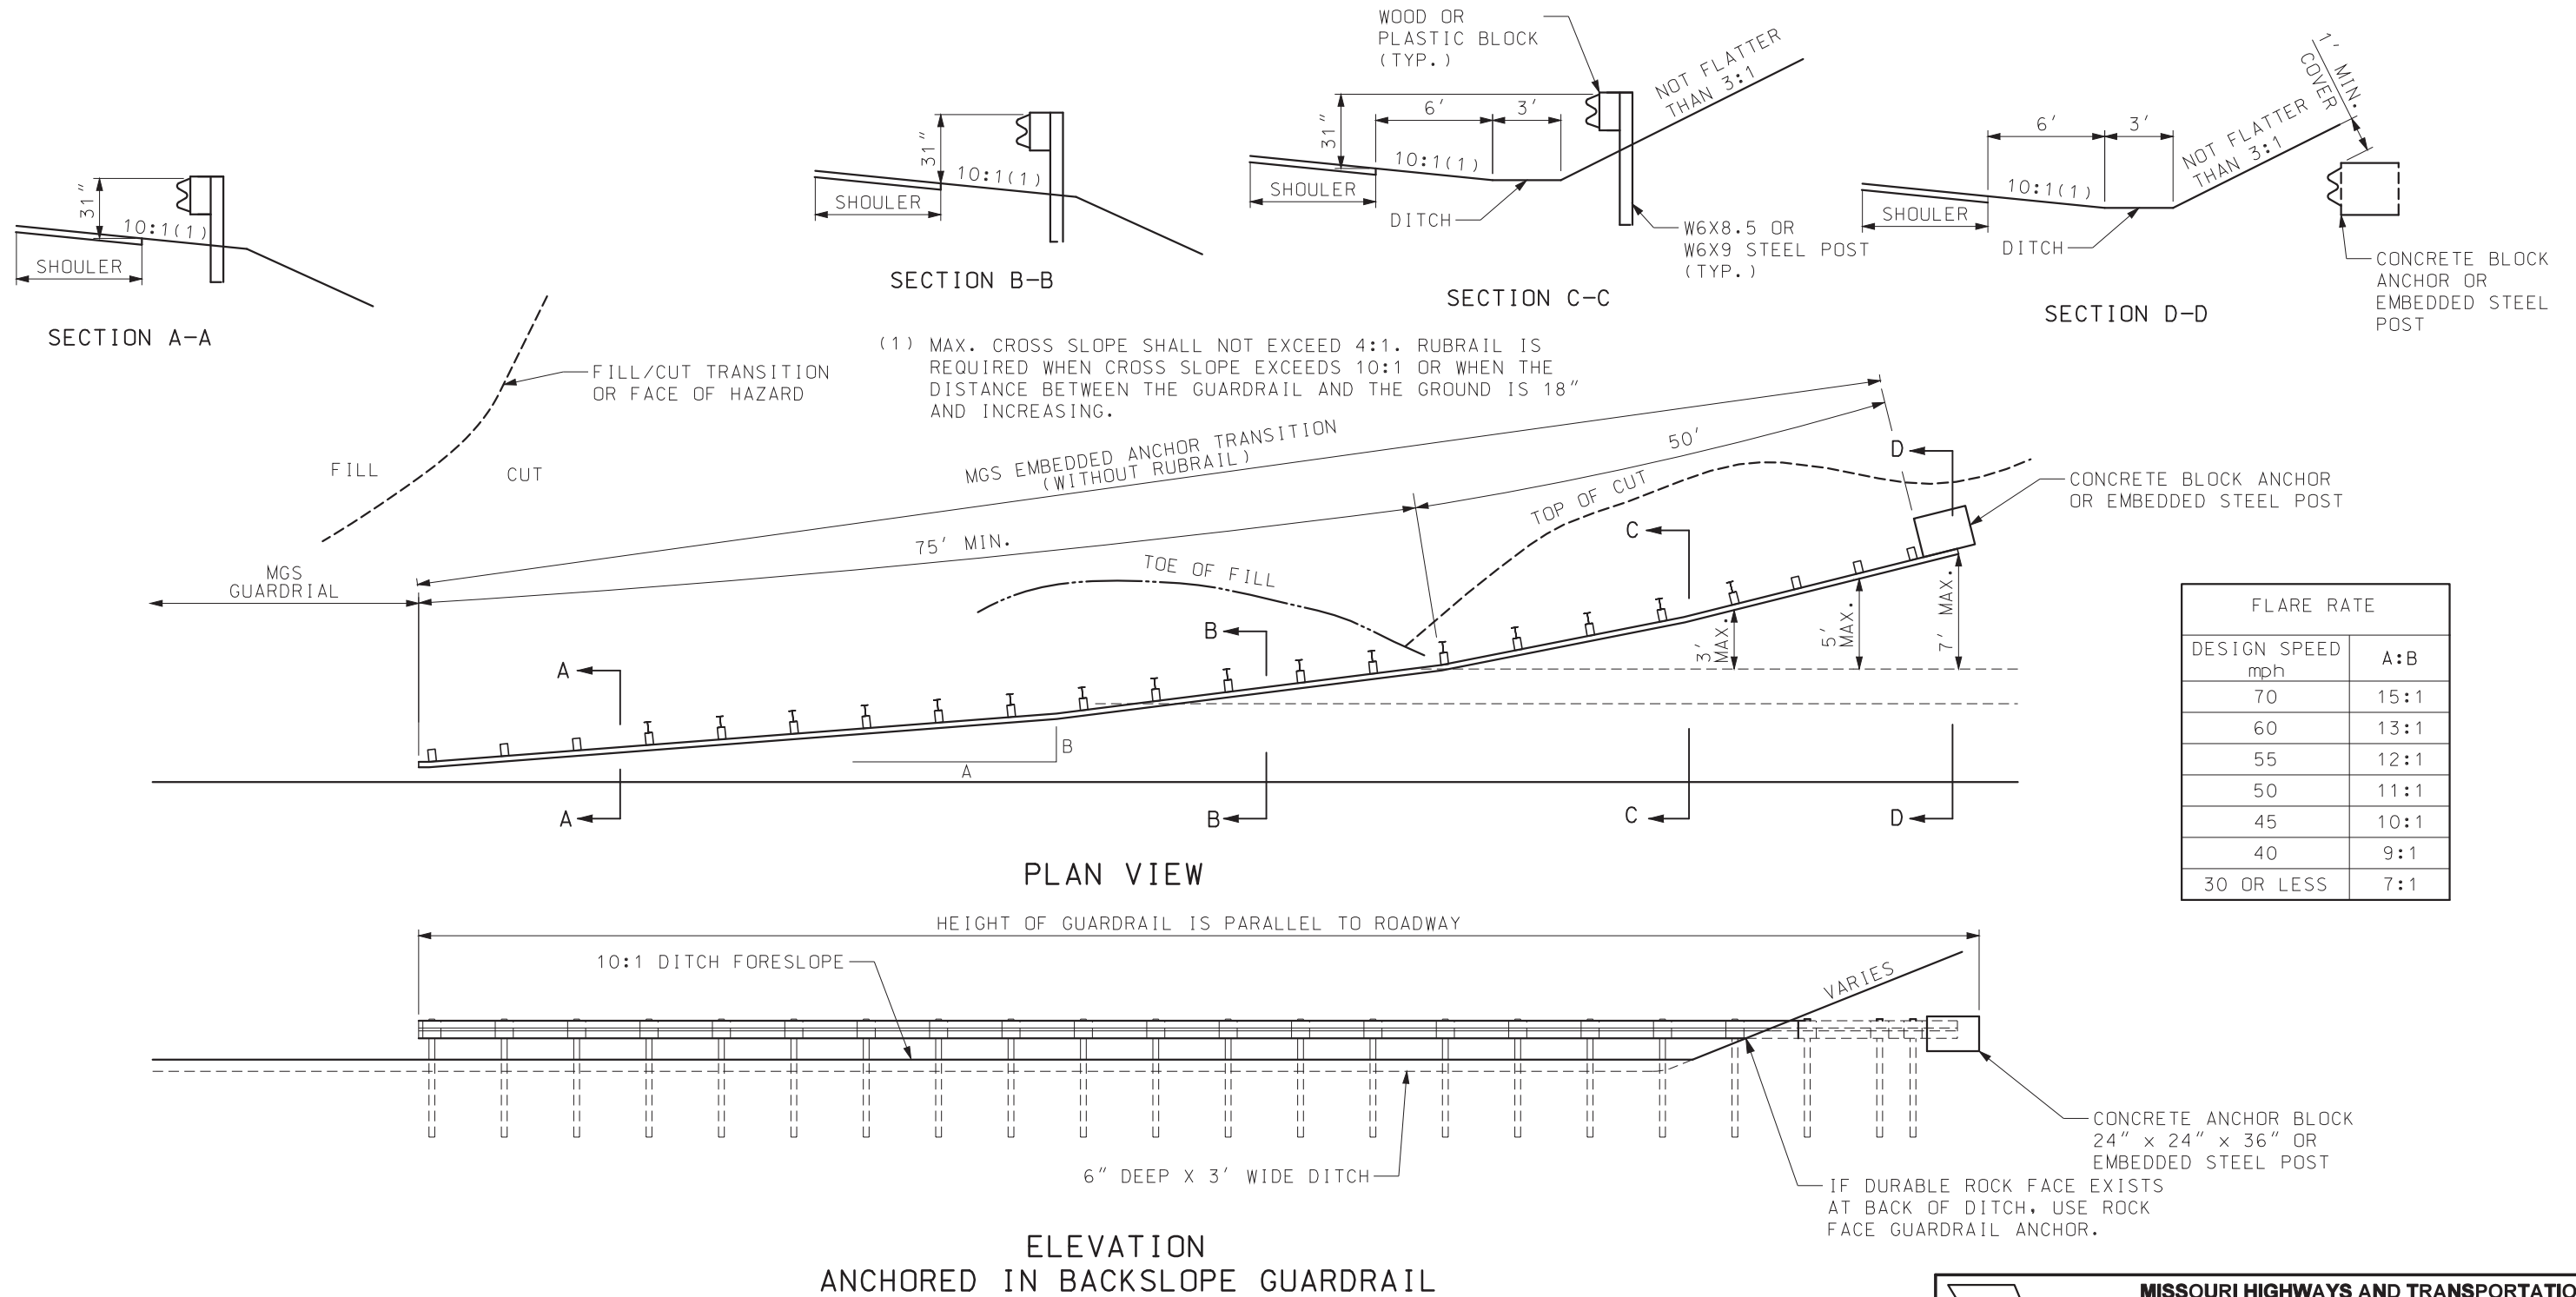 WOOD OR
PLASTIC BLOCK
(TYP.)
NOT FLATTER
THAN 3:1
1' MIN.
COVER
31"
10:1(1)
SHOULER
SECTION A-A
31"
10:1(1)
SHOULER
SECTION B-B
31"
6'
3'
10:1(1)
SHOULER
DITCH
W6X8.5 OR
W6X9 STEEL POST
(TYP.)
SECTION C-C
6'
3'
NOT FLATTER
THAN 3:1
10:1(1)
SHOULER
DITCH
CONCRETE BLOCK
ANCHOR OR
EMBEDDED STEEL
POST
SECTION D-D
(1) MAX. CROSS SLOPE SHALL NOT EXCEED 4:1. RUBRAIL IS
REQUIRED WHEN CROSS SLOPE EXCEEDS 10:1 OR WHEN THE
DISTANCE BETWEEN THE GUARDRAIL AND THE GROUND IS 18"
AND INCREASING.
FILL/CUT TRANSITION
OR FACE OF HAZARD
FILL
CUT
MGS EMBEDDED ANCHOR TRANSITION
(WITHOUT RUBRAIL)
50'
75' MIN.
TOP OF CUT
TOE OF FILL
MGS
GUARDRIAL
CONCRETE BLOCK ANCHOR
OR EMBEDDED STEEL POST
A
B
C
D
3'
MAX.
5'
MAX.
7' MAX.
B
A
A
B
C
D
PLAN VIEW
FLARE RATE
DESIGN SPEED
mph
A:B
70 15:1
60 13:1
55 12:1
50 11:1
45 10:1
40 9:1
30 OR LESS 7:1
HEIGHT OF GUARDRAIL IS PARALLEL TO ROADWAY
10:1 DITCH FORESLOPE
VARIES
6" DEEP X 3' WIDE DITCH
CONCRETE ANCHOR BLOCK
24" x 24" x 36" OR
EMBEDDED STEEL POST
IF DURABLE ROCK FACE EXISTS
AT BACK OF DITCH, USE ROCK
FACE GUARDRAIL ANCHOR.
ELEVATION
ANCHORED IN BACKSLOPE GUARDRAIL
MISSOURI HIGHWAYS AND TRANSPORTATIO